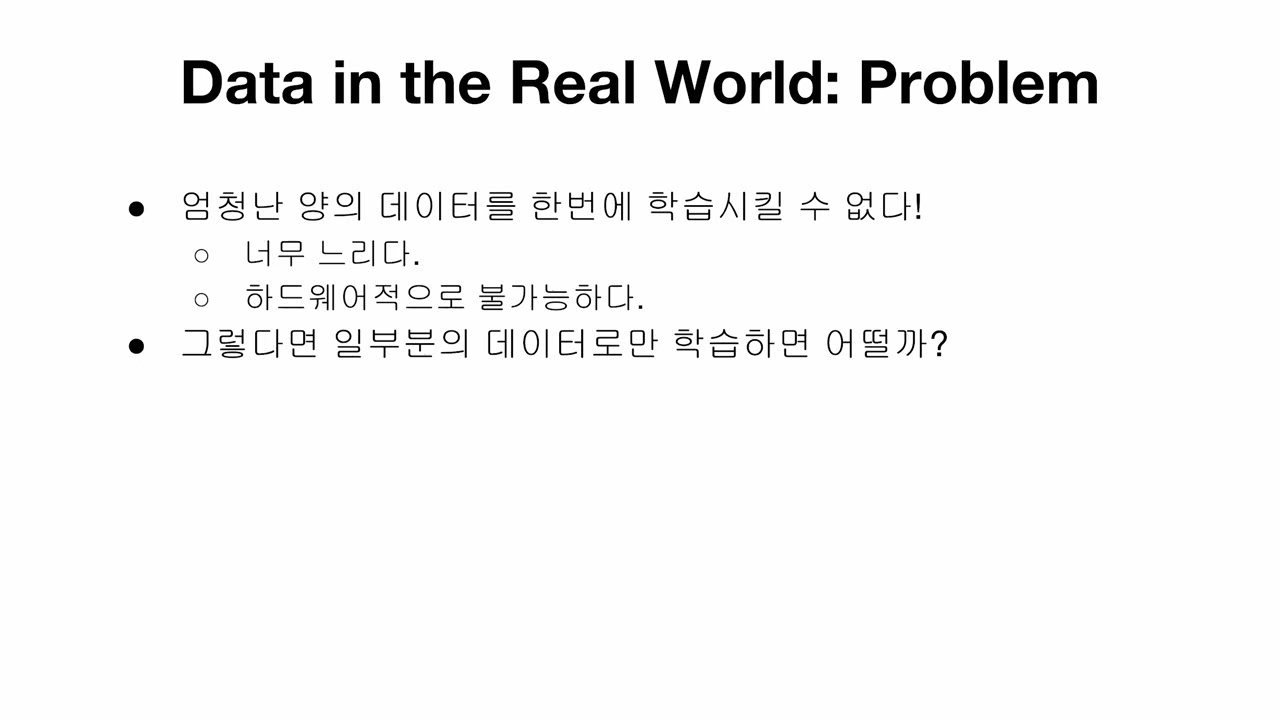 Data in the Real World: Problem
● 엄청난 양의 데이터를 한번에 학습시킬 수 없다!
○ 너무 느리다.
○ 하드웨어적으로 불가능하다.
● 그렇다면 일부분의 데이터로만 학습하면 어떨까?